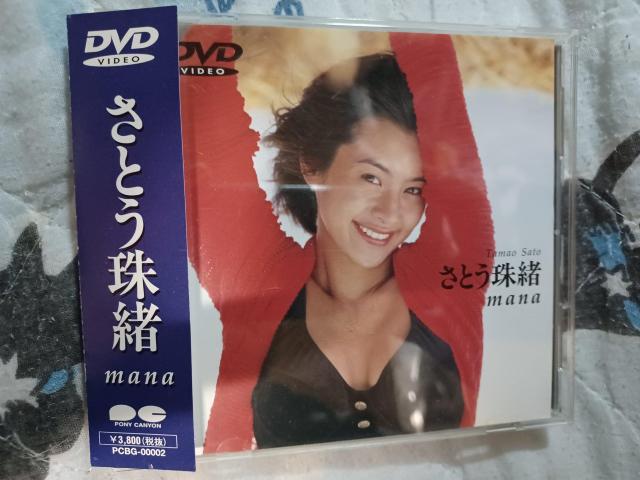 DVD
VIDEO
さとう珠緒
mana
PONY CANYON
¥3,800(税抜)
PCBG-00002
DVD
VIDEO
Tamao Sato
さとう珠緒
mana